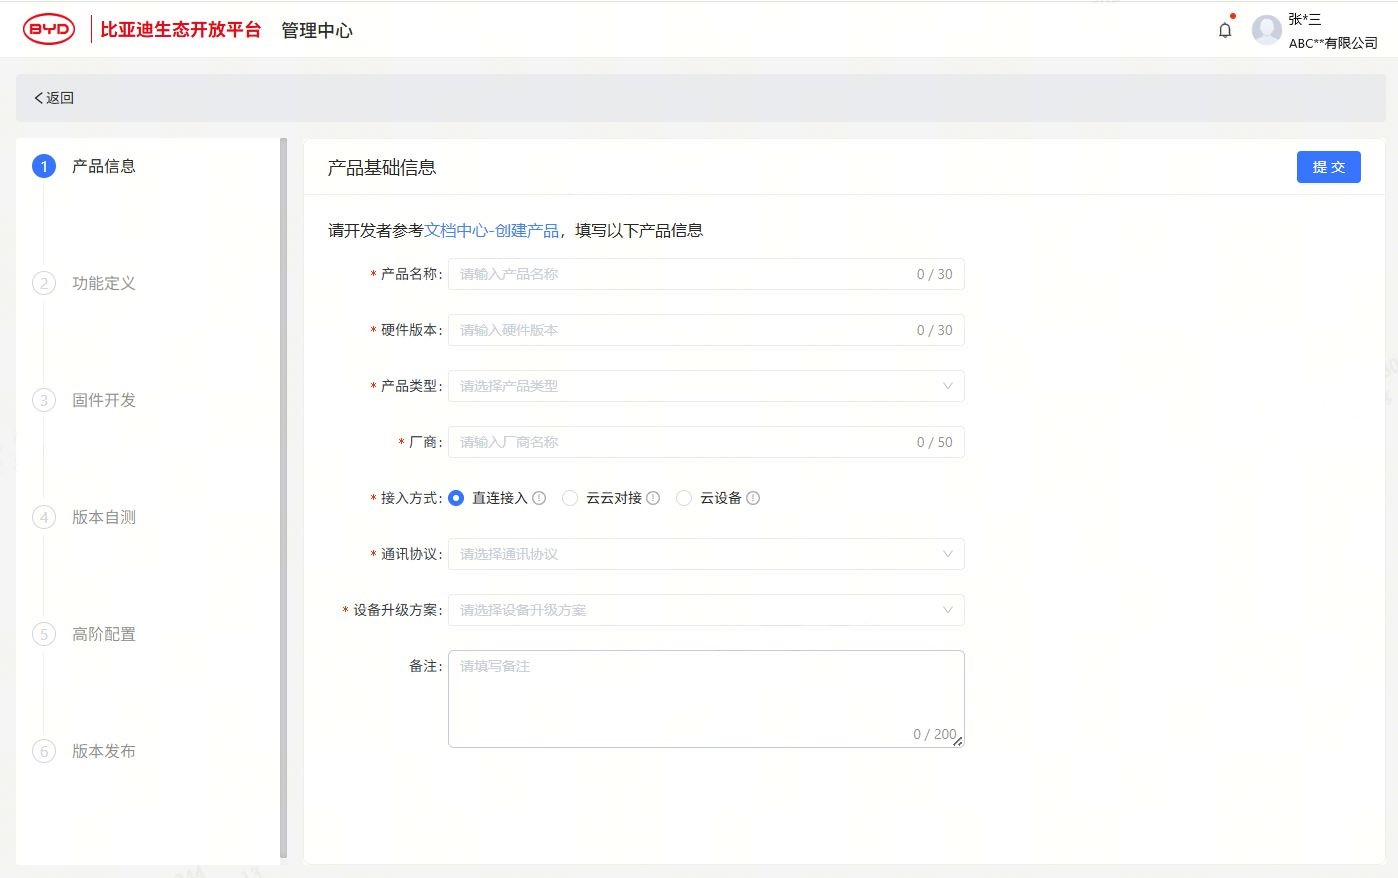 BYD 比亚迪生态开放平台 管理中心
张*三
ABC**有限公司
返回
1 产品信息
2 功能定义
3 固件开发
4 版本自测
5 高阶配置
6 版本发布
产品基础信息
提 交
请开发者参考文档中心-创建产品，填写以下产品信息
* 产品名称: 请输入产品名称 0 / 30
* 硬件版本: 请输入硬件版本 0 / 30
* 产品类型: 请选择产品类型
* 厂商: 请输入厂商名称 0 / 50
* 接入方式: 直连接入 云云对接 云设备
* 通讯协议: 请选择通讯协议
* 设备升级方案: 请选择设备升级方案
备注: 请填写备注
0 / 200